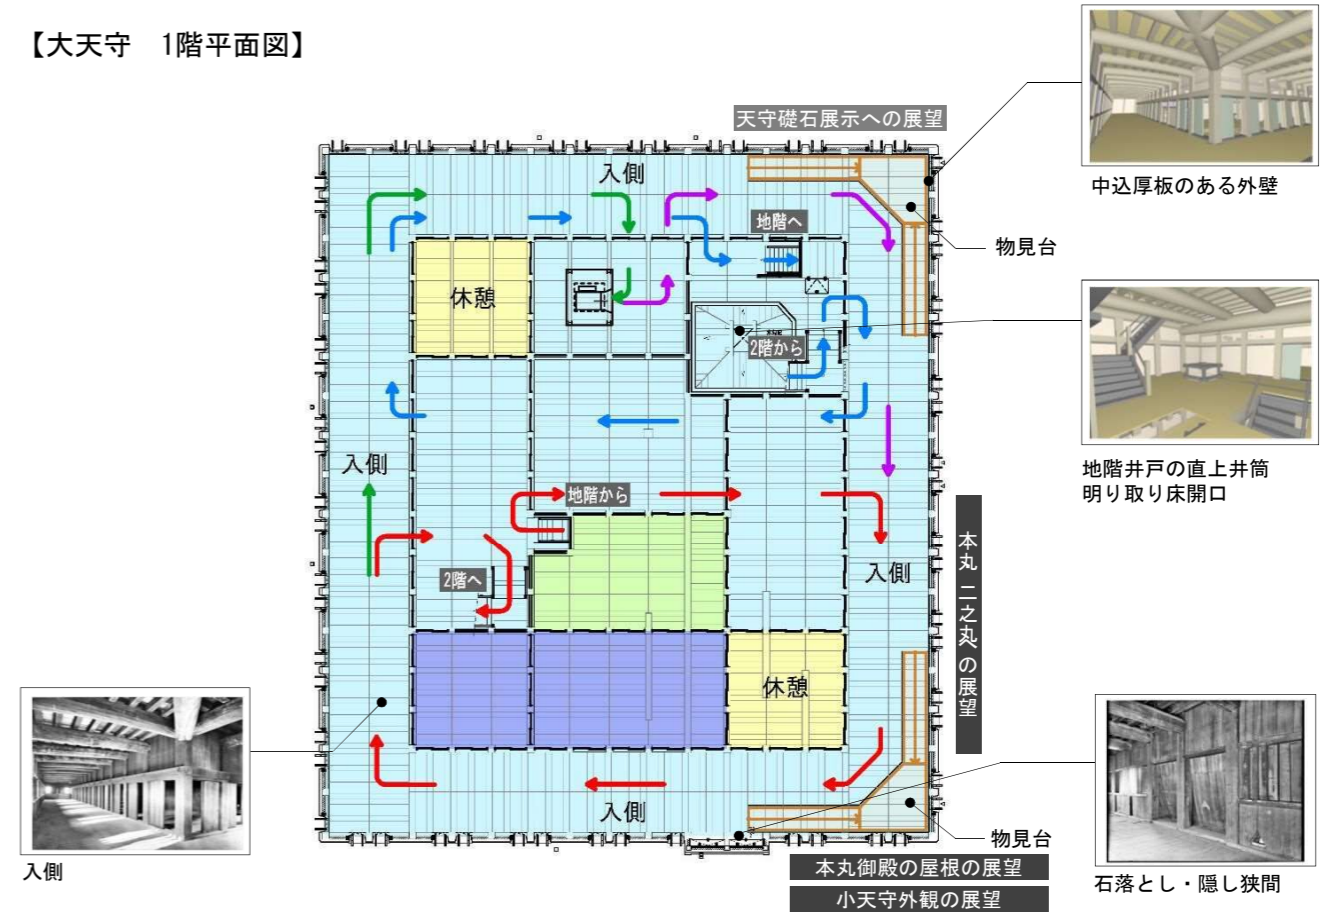 【大天守　1階平面図】
天守礎石展示への展望
入側
中込厚板のある外壁
地階へ
物見台
休憩
2階から
入側
地階井戸の直上井筒
明り取り床開口
地階から
本丸 二之丸への展望
入側
2階へ
休憩
入側
物見台
本丸御殿の屋根の展望
小天守外観の展望
入側
石落とし・隠し狭間